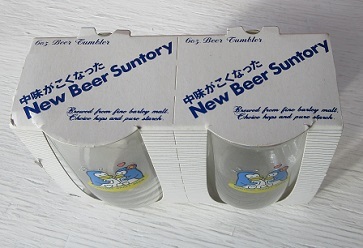 6oz Beer Tumbler
中味がこくなった
New Beer Suntory
Brewed from fine barley malt.
Choice hops and pure starch.
6oz Beer Tumbler
中味がこくなった
New Beer Suntory
Brewed from fine barley malt.
Choice hops and pure starch.